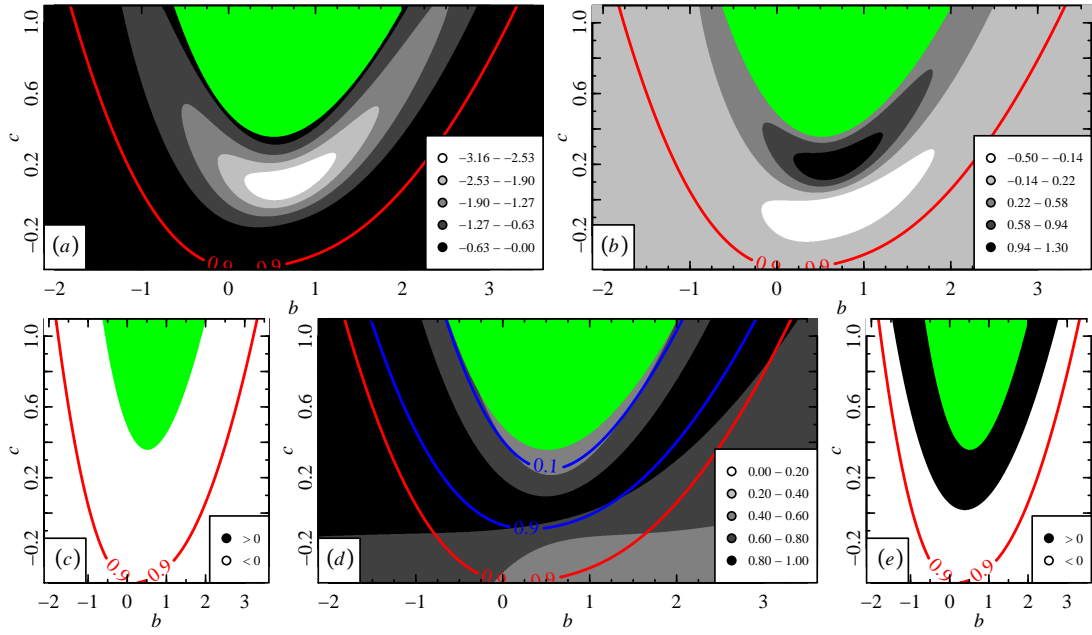 1.0
0.6
0.2
−0.2
c
(a)
0.9
0.9
−3.16 − −2.53
−2.53 − −1.90
−1.90 − −1.27
−1.27 − −0.63
−0.63 − −0.00
−2 −1 0 1 2 3
b
1.0
0.6
0.2
−0.2
c
(b)
0.9
0.9
−0.50 − −0.14
−0.14 − 0.22
0.22 − 0.58
0.58 − 0.94
0.94 − 1.30
−2 −1 0 1 2 3
b
1.0
0.6
0.2
−0.2
c
(c)
0.9
0.9
> 0
< 0
−2 −1 0 1 2 3
b
1.0
0.6
0.2
−0.2
c
(d)
0.1
0.9
0.9
0.9
0.00 − 0.20
0.20 − 0.40
0.40 − 0.60
0.60 − 0.80
0.80 − 1.00
−2 −1 0 1 2 3
b
1.0
0.6
0.2
−0.2
c
(e)
0.9
0.9
> 0
< 0
−2 −1 0 1 2 3
b